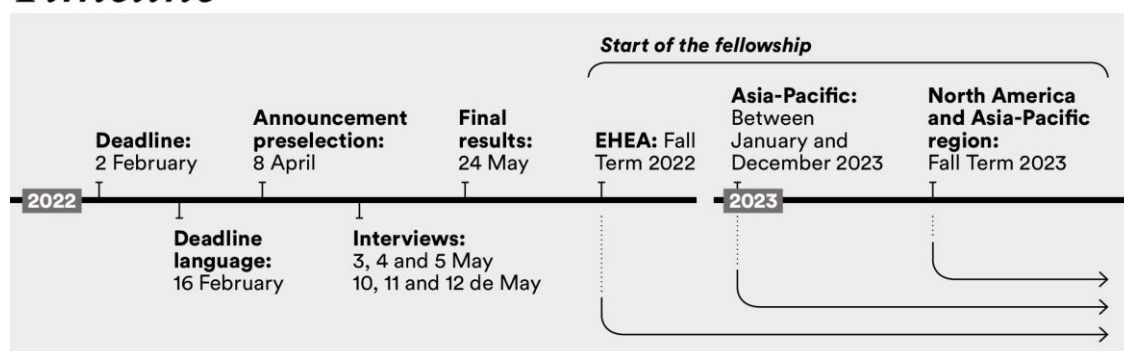 Start of the fellowship
Deadline:
2 February
Announcement
preselection:
8 April
Final
results:
24 May
EHEA: Fall
Term 2022
Asia-Pacific:
Between
January and
December 2023
North America
and Asia-Pacific
region:
Fall Term 2023
2022
2023
Deadline
language:
16 February
Interviews:
3, 4 and 5 May
10, 11 and 12 de May